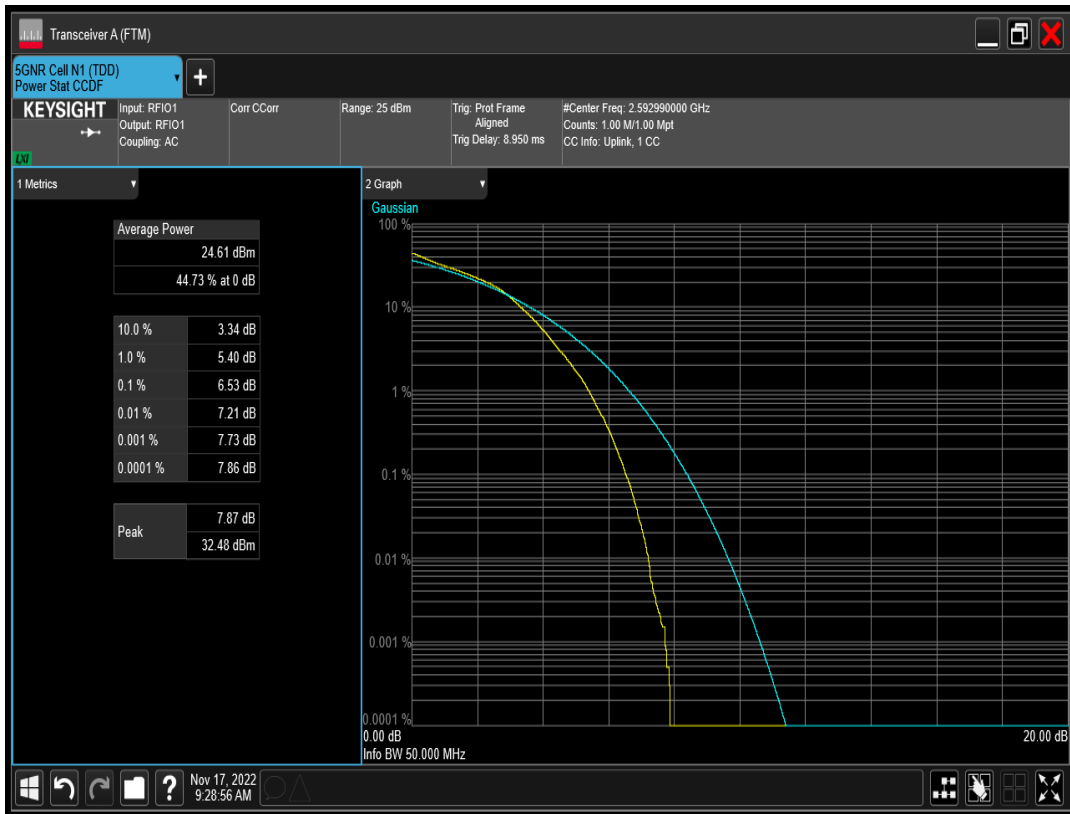 Transceiver A (FTM)
5GNR Cell N1 (TDD)
Power Stat CCDF
+
KEYSIGHT
LXI
Input: RFIO1
Output: RFIO1
Coupling: AC
Corr CCorr
Range: 25 dBm
Trig: Prot Frame
Aligned
Trig Delay: 8.950 ms
#Center Freq: 2.592990000 GHz
Counts: 1.00 M/1.00 Mpt
CC Info: Uplink, 1 CC
1 Metrics
Average Power
24.61 dBm
44.73 % at 0 dB
10.0 % 3.34 dB
1.0 % 5.40 dB
0.1 % 6.53 dB
0.01 % 7.21 dB
0.001 % 7.73 dB
0.0001 % 7.86 dB
Peak
7.87 dB
32.48 dBm
2 Graph
Gaussian
100 %
10 %
1 %
0.1 %
0.01 %
0.001 %
0.0001 %
0.00 dB 20.00 dB
Info BW 50.000 MHz
?
Nov 17, 2022
9:28:56 AM